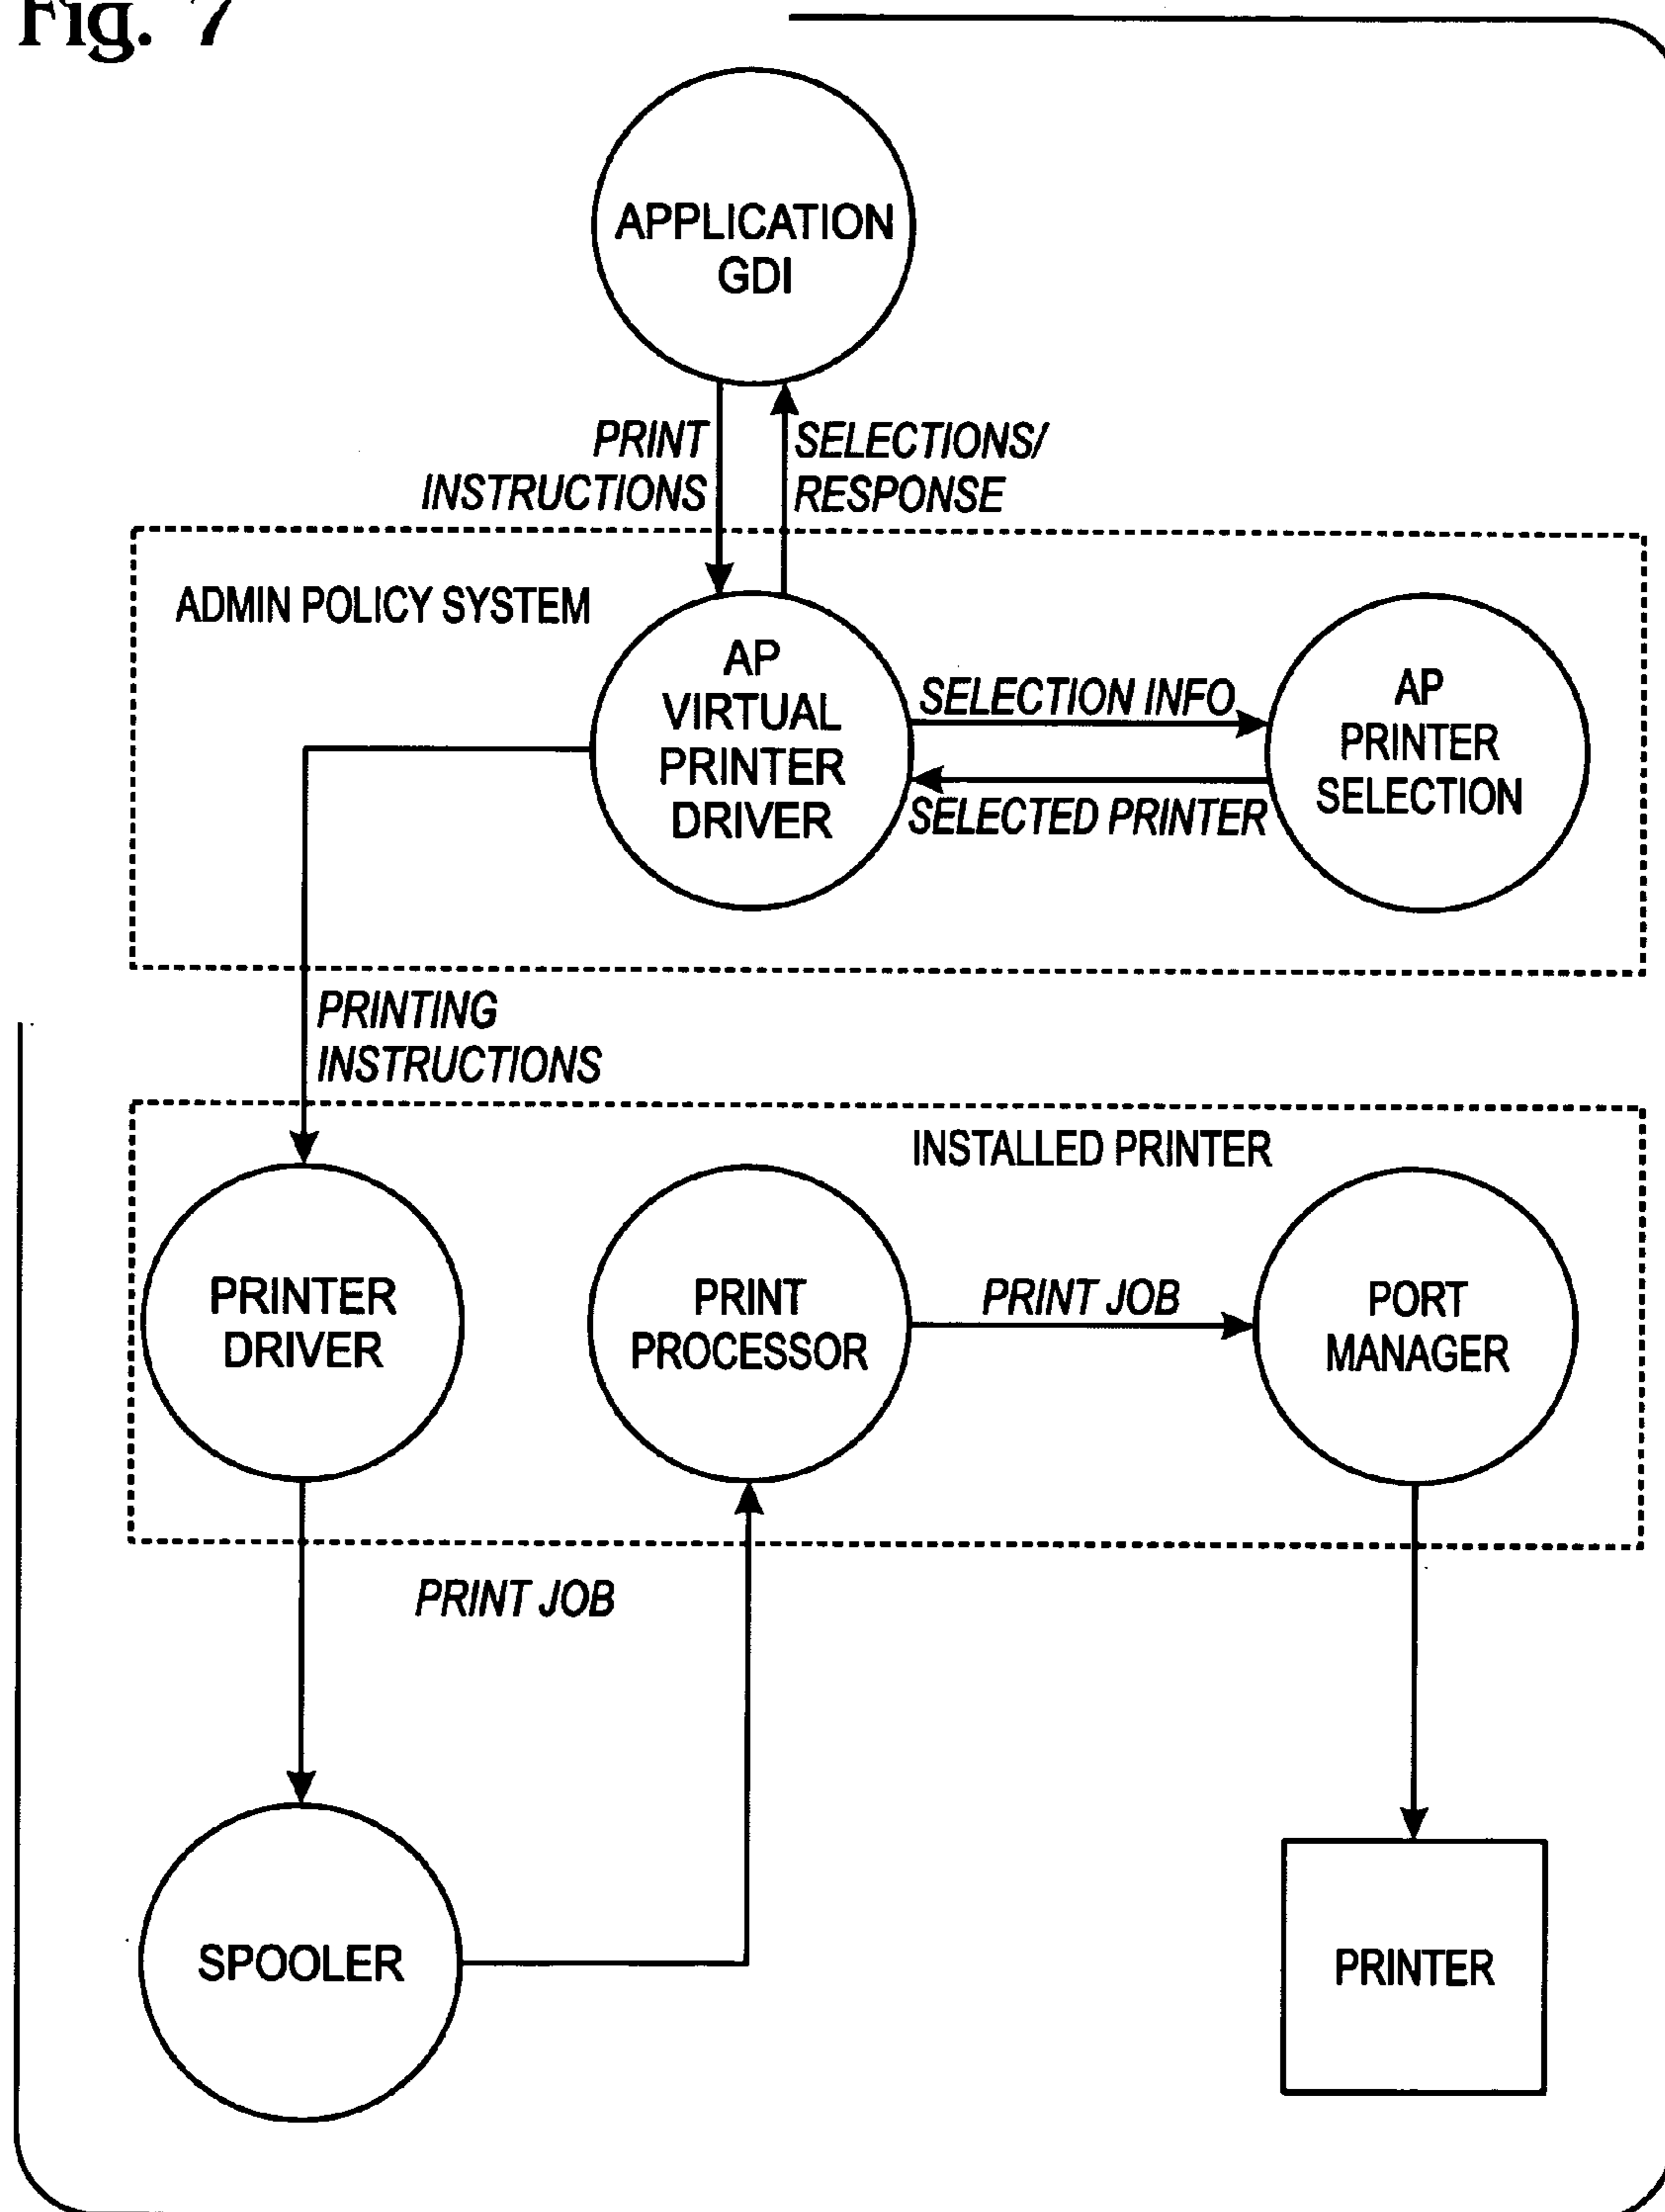 Fig. 7
APPLICATION
GDI
PRINT
INSTRUCTIONS
SELECTIONS/
RESPONSE
ADMIN POLICY SYSTEM
AP
VIRTUAL
PRINTER
DRIVER
SELECTION INFO
SELECTED PRINTER
AP
PRINTER
SELECTION
PRINTING
INSTRUCTIONS
INSTALLED PRINTER
PRINTER
DRIVER
PRINT
PROCESSOR
PRINT JOB
PORT
MANAGER
PRINT JOB
SPOOLER
PRINTER